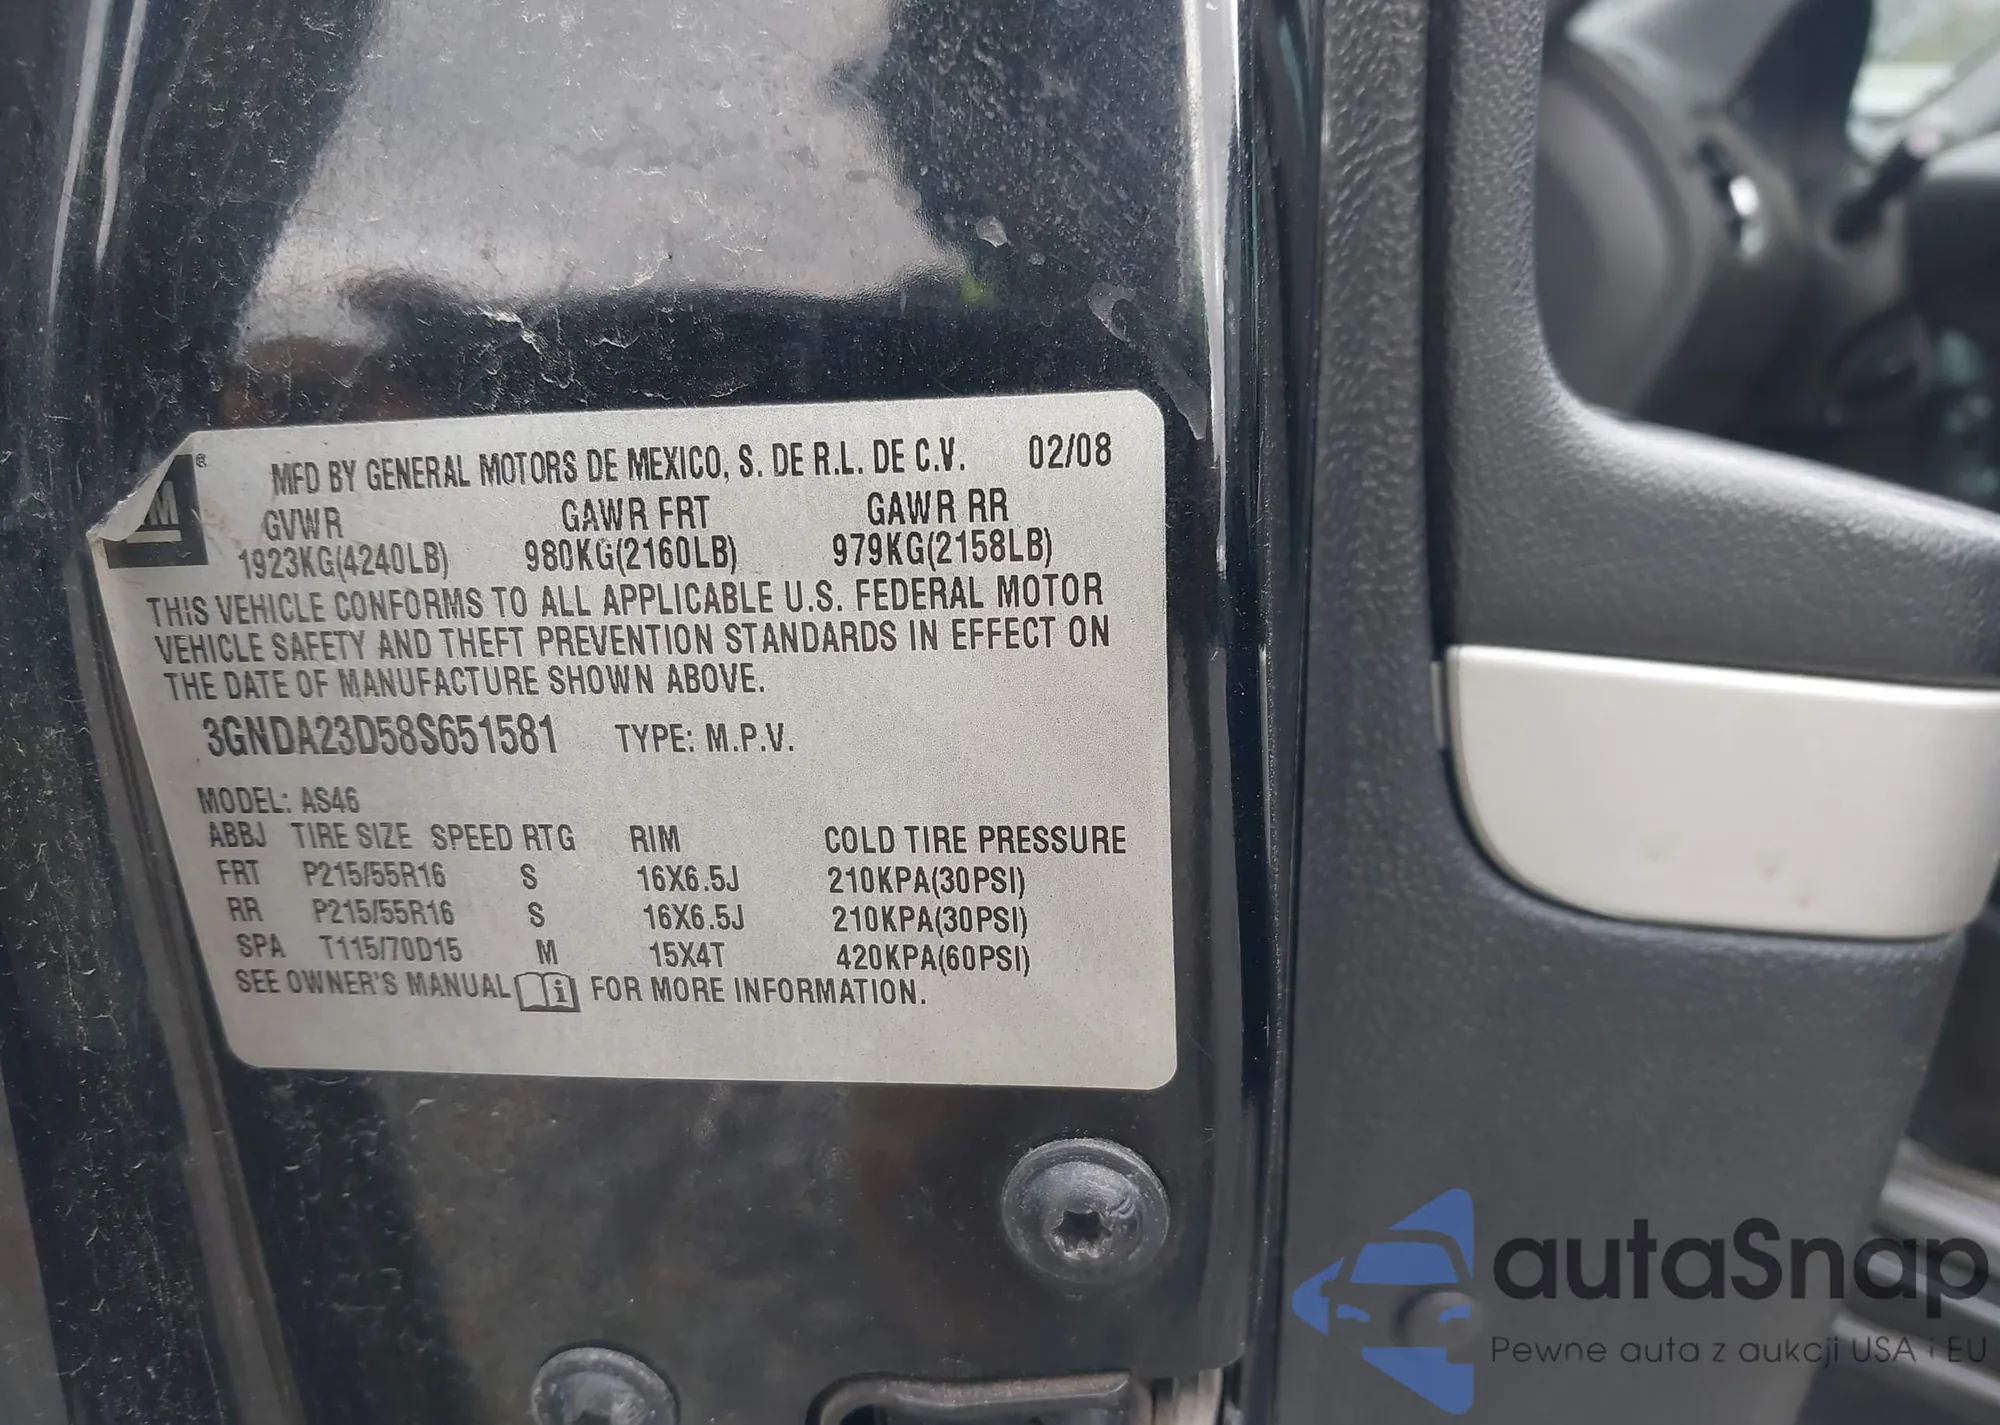 GM®
MFD BY GENERAL MOTORS DE MEXICO, S. DE R.L. DE C.V. 02/08
GVWR GAWR FRT GAWR RR
1923KG(4240LB) 980KG(2160LB) 979KG(2158LB)
THIS VEHICLE CONFORMS TO ALL APPLICABLE U.S. FEDERAL MOTOR
VEHICLE SAFETY AND THEFT PREVENTION STANDARDS IN EFFECT ON
THE DATE OF MANUFACTURE SHOWN ABOVE.
3GNDA23D58S651581 TYPE: M.P.V.
MODEL: AS46
ABBJ TIRE SIZE SPEED RTG RIM COLD TIRE PRESSURE
FRT P215/55R16 S 16X6.5J 210KPA(30PSI)
RR P215/55R16 S 16X6.5J 210KPA(30PSI)
SPA T115/70D15 M 15X4T 420KPA(60PSI)
SEE OWNER'S MANUAL i FOR MORE INFORMATION.
autaSnap
Pewne auta z aukcji USA i EU